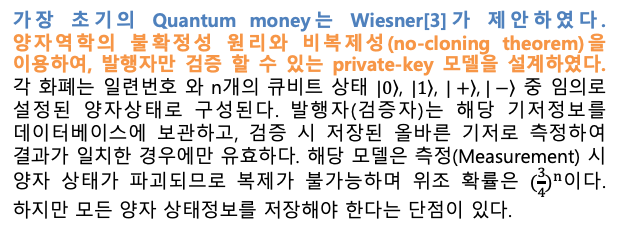 가장 초기의 Quantum money는 Wiesner[3]가 제안하였다.
양자역학의 불확정성 원리와 비복제성(no-cloning theorem)을
이용하여, 발행자만 검증 할 수 있는 private-key 모델을 설계하였다.
각 화폐는 일련번호 와 n개의 큐비트 상태 |0⟩, |1⟩, |+⟩, |−⟩ 중 임의로
설정된 양자상태로 구성된다. 발행자(검증자)는 해당 기저정보를
데이터베이스에 보관하고, 검증 시 저장된 올바른 기저로 측정하여
결과가 일치한 경우에만 유효하다. 해당 모델은 측정(Measurement) 시
양자 상태가 파괴되므로 복제가 불가능하며 위조 확률은 (3/4)ⁿ이다.
하지만 모든 양자 상태정보를 저장해야 한다는 단점이 있다.